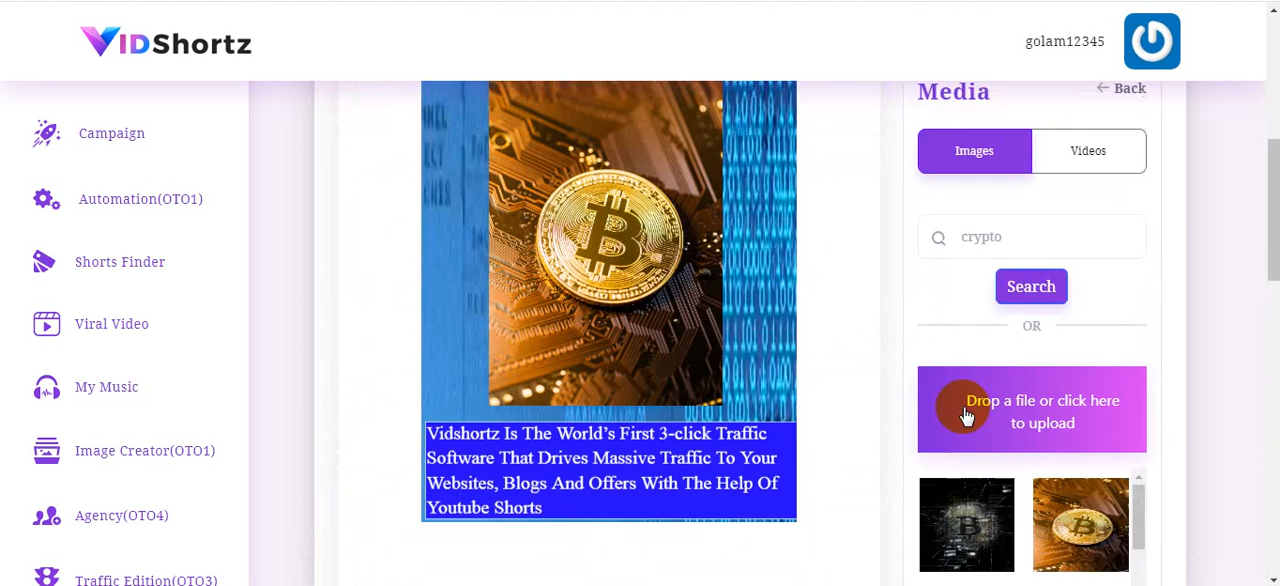 VIDShortz
golam12345
Campaign
Automation(OTO1)
Shorts Finder
Viral Video
My Music
Image Creator(OTO1)
Agency(OTO4)
Traffic Edition(OTO3)
Vidshortz Is The World’s First 3-click Traffic
Software That Drives Massive Traffic To Your
Websites, Blogs And Offers With The Help Of
Youtube Shorts
Media
Back
Images
Videos
crypto
Search
OR
Drop a file or click here
to upload